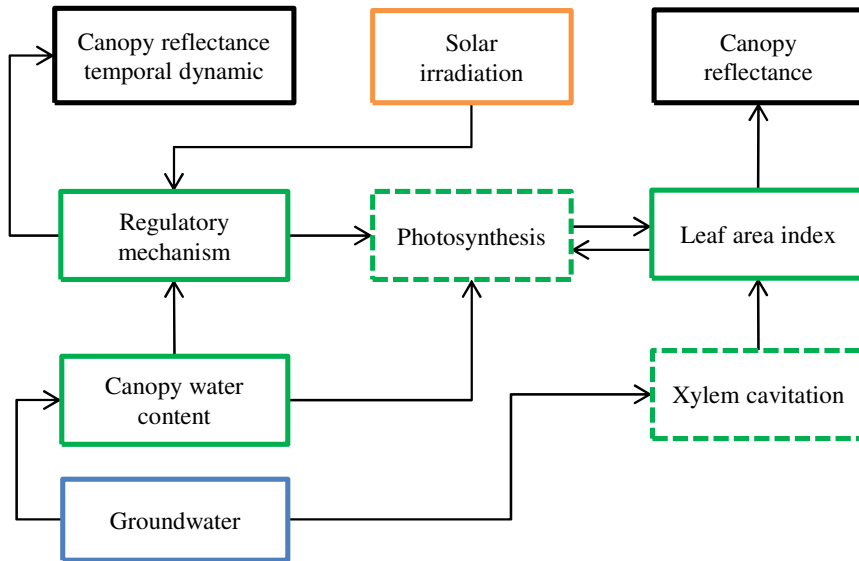 Canopy reflectance
temporal dynamic
Solar
irradiation
Canopy
reflectance
Regulatory
mechanism
Photosynthesis
Leaf area index
Canopy water
content
Xylem cavitation
Groundwater